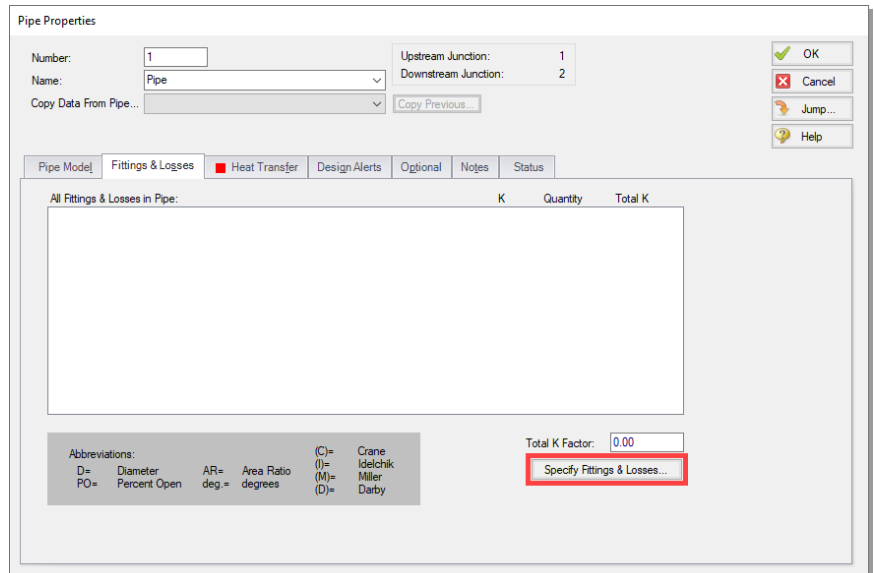 Pipe Properties
Number: 1
Name: Pipe
Copy Data From Pipe...
Copy Previous...
Upstream Junction: 1
Downstream Junction: 2
OK
Cancel
Jump...
Help
Pipe Model Fittings & Losses Heat Transfer Design Alerts Optional Notes Status
All Fittings & Losses in Pipe: K Quantity Total K
Abbreviations:
D= Diameter AR= Area Ratio
PO= Percent Open deg.= degrees
(C)= Crane
(I)= Idelchik
(M)= Miller
(D)= Darby
Total K Factor: 0.00
Specify Fittings & Losses...